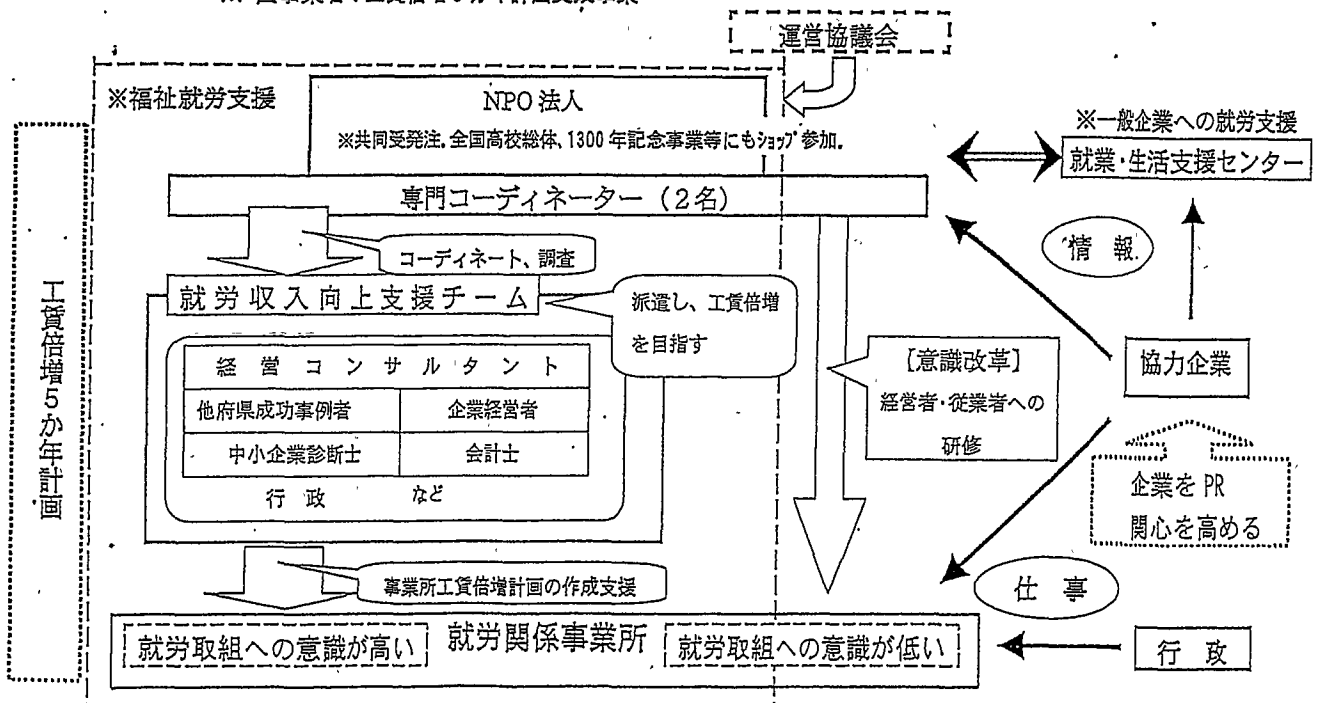 運営協議会
※福祉就労支援
NPO 法人
※共同受発注.全国高校総体、1300年記念事業等にもショップ参加.
※一般企業への就労支援
就業・生活支援センター
専門コーディネーター(2名)
コーディネート、調査
情 報
工賃倍増5か年計画
就労収入向上支援チーム
派遣し、工賃倍増
を目指す
経営コンサルタント
他府県成功事例者
企業経営者
中小企業診断士
会計士
行 政 など
【意識改革】
経営者・従業者への
研修
協力企業
企業を PR
関心を高める
事業所工賃倍増計画の作成支援
仕 事
就労取組への意識が高い
就労関係事業所
就労取組への意識が低い
行 政